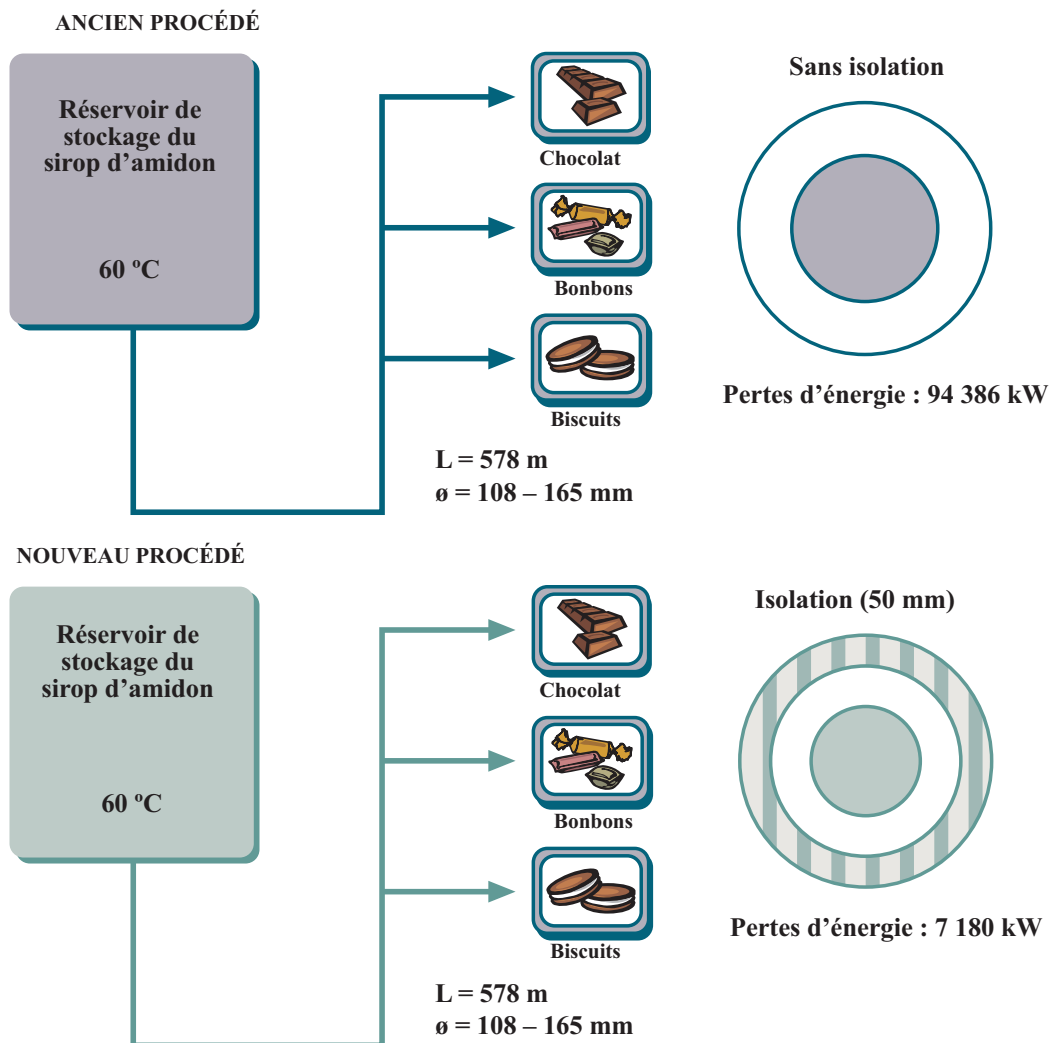 ANCIEN PROCÉDÉ
Réservoir de
stockage du
sirop d’amidon
60 ºC
Chocolat
Bonbons
Biscuits
L = 578 m
ø = 108 – 165 mm
Sans isolation
Pertes d’énergie : 94 386 kW
NOUVEAU PROCÉDÉ
Réservoir de
stockage du
sirop d’amidon
60 ºC
Chocolat
Bonbons
Biscuits
L = 578 m
ø = 108 – 165 mm
Isolation (50 mm)
Pertes d’énergie : 7 180 kW